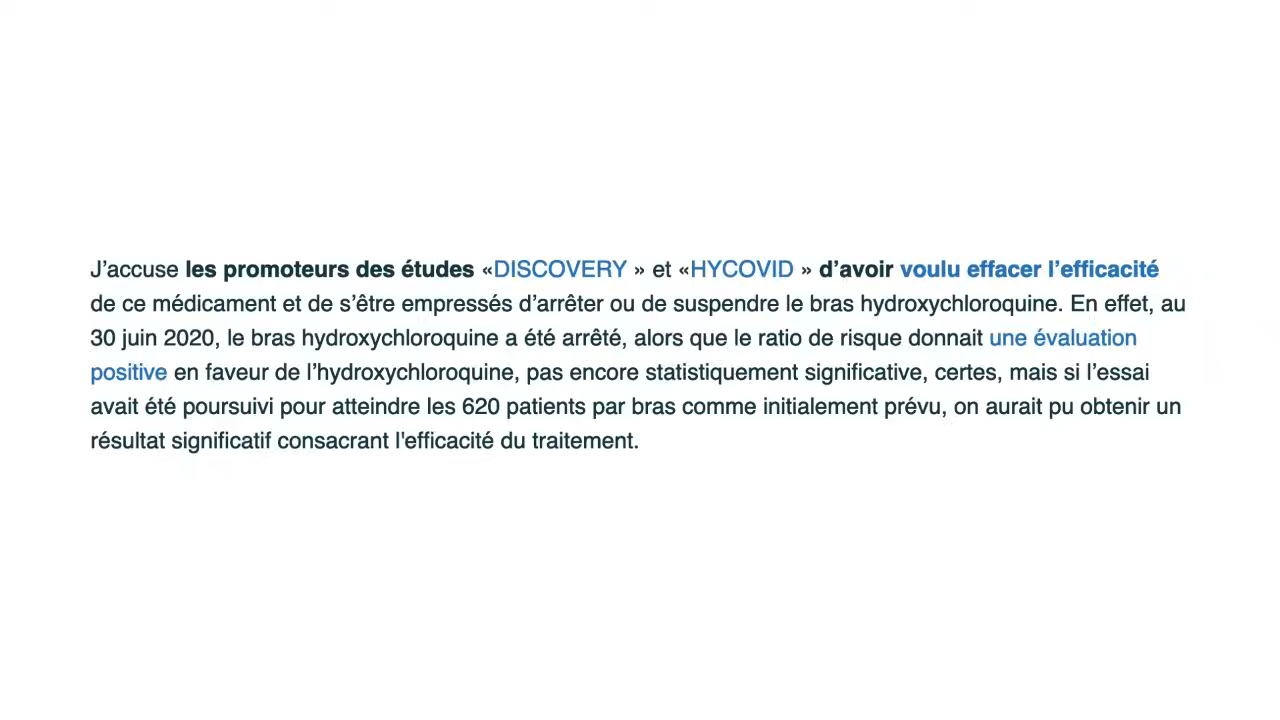 J’accuse les promoteurs des études «DISCOVERY » et «HYCOVID » d’avoir voulu effacer l’efficacité
de ce médicament et de s’être empressés d’arrêter ou de suspendre le bras hydroxychloroquine. En effet, au
30 juin 2020, le bras hydroxychloroquine a été arrêté, alors que le ratio de risque donnait une évaluation
positive en faveur de l’hydroxychloroquine, pas encore statistiquement significative, certes, mais si l’essai
avait été poursuivi pour atteindre les 620 patients par bras comme initialement prévu, on aurait pu obtenir un
résultat significatif consacrant l'efficacité du traitement.